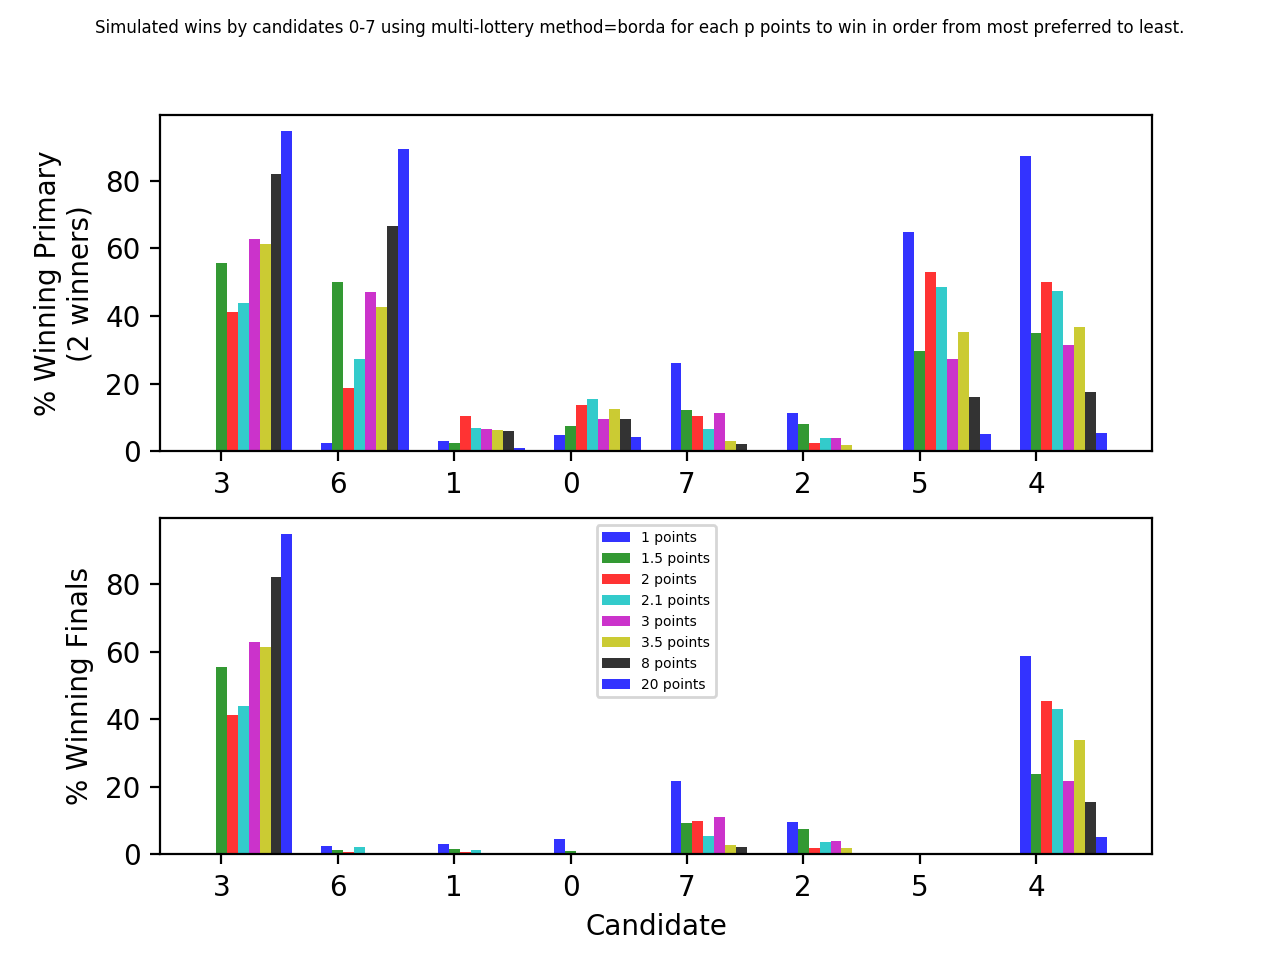 Simulated wins by candidates 0-7 using multi-lottery method=borda for each p points to win in order from most preferred to least.
% Winning Primary
(2 winners)
80
60
40
20
0
3 6 1 0 7 2 5 4
% Winning Finals
80
60
40
20
0
1 points
1.5 points
2 points
2.1 points
3 points
3.5 points
8 points
20 points
3 6 1 0 7 2 5 4
Candidate